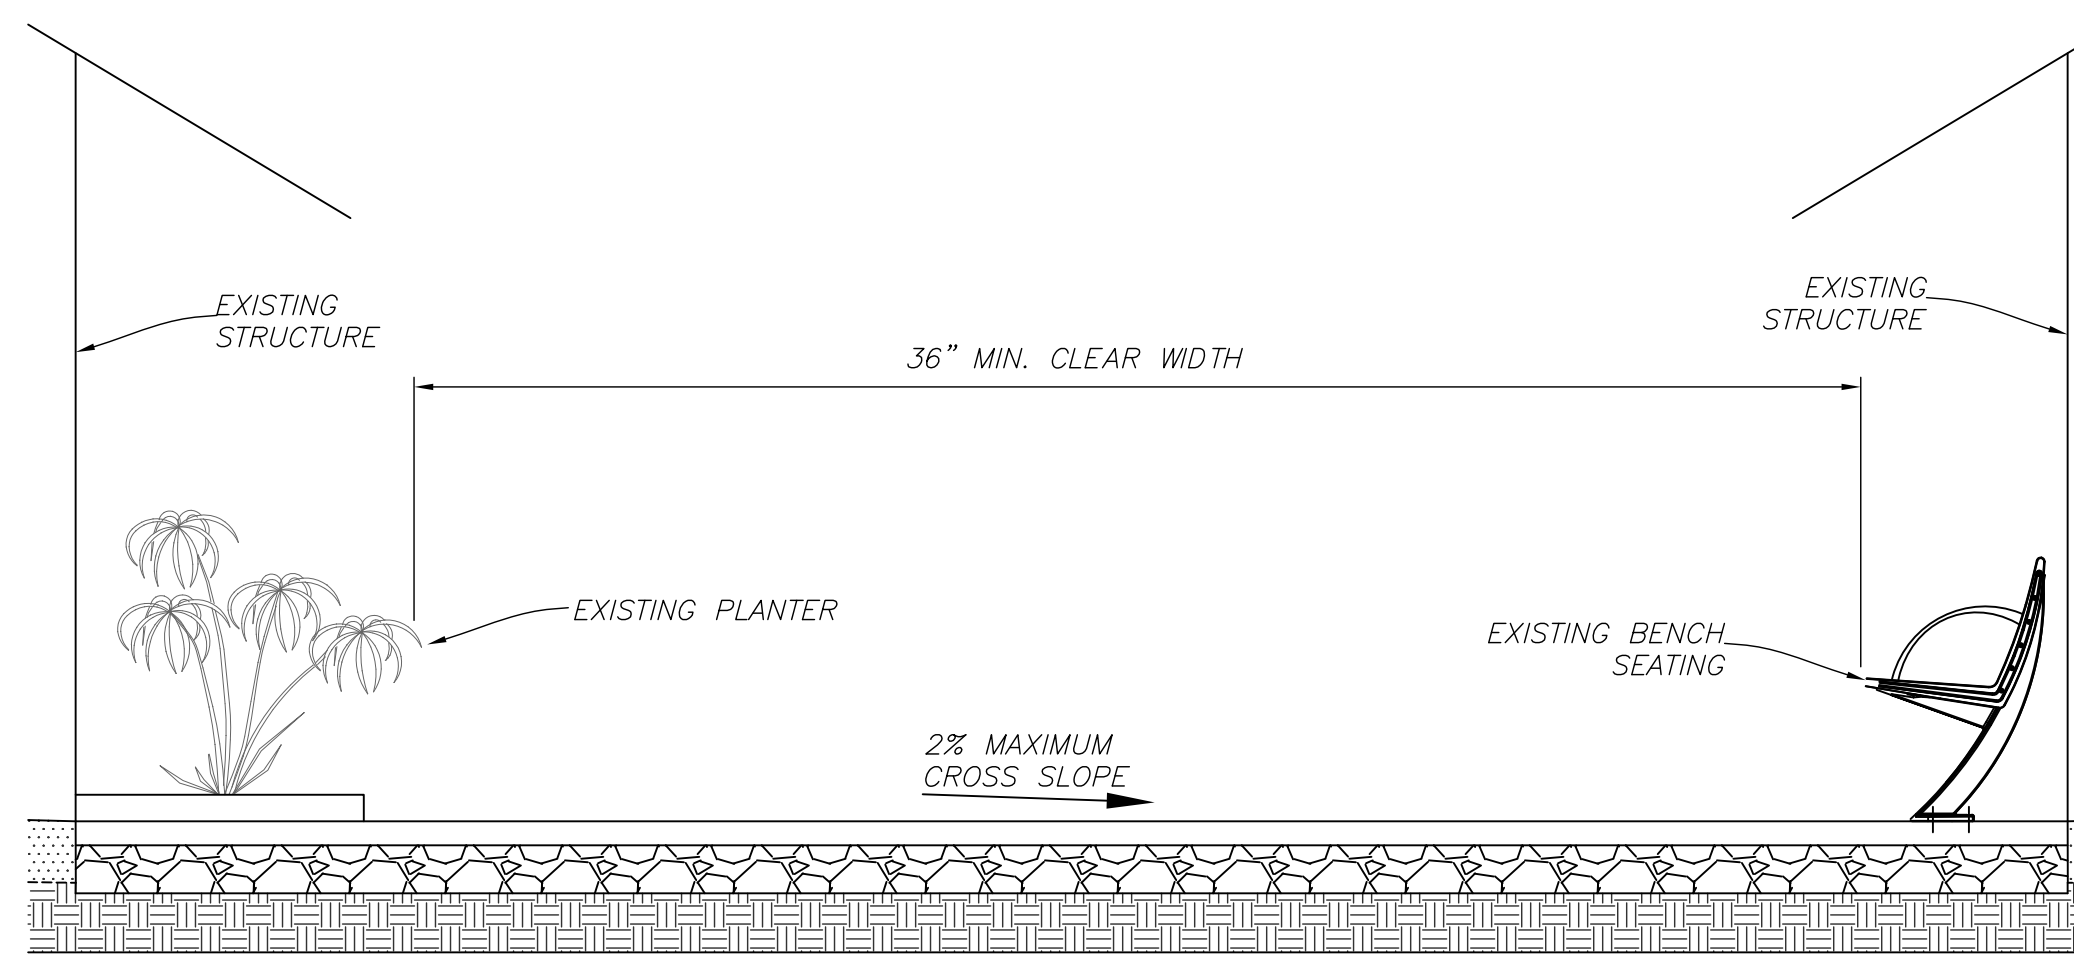 EXISTING
STRUCTURE
EXISTING
STRUCTURE
36” MIN. CLEAR WIDTH
EXISTING PLANTER
EXISTING BENCH
SEATING
2% MAXIMUM
CROSS SLOPE